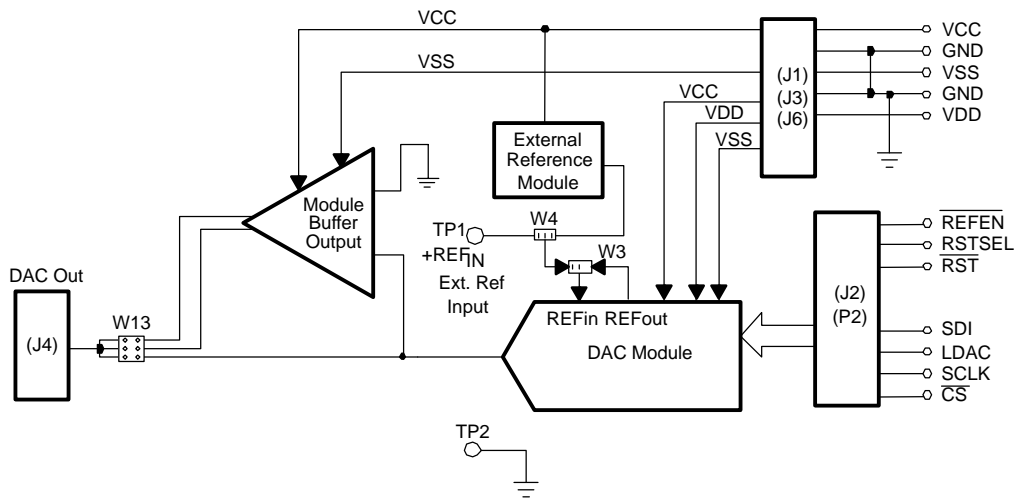 VCC
VSS
VCC
VDD
VSS
(J1)
(J3)
(J6)
VCC
GND
VSS
GND
VDD
External
Reference
Module
Module
Buffer
Output
TP1
+REFIN
Ext. Ref
Input
W4
W3
REFin REFout
DAC Module
(J2)
(P2)
REFEN
RSTSEL
RST
SDI
LDAC
SCLK
CS
DAC Out
(J4)
W13
TP2